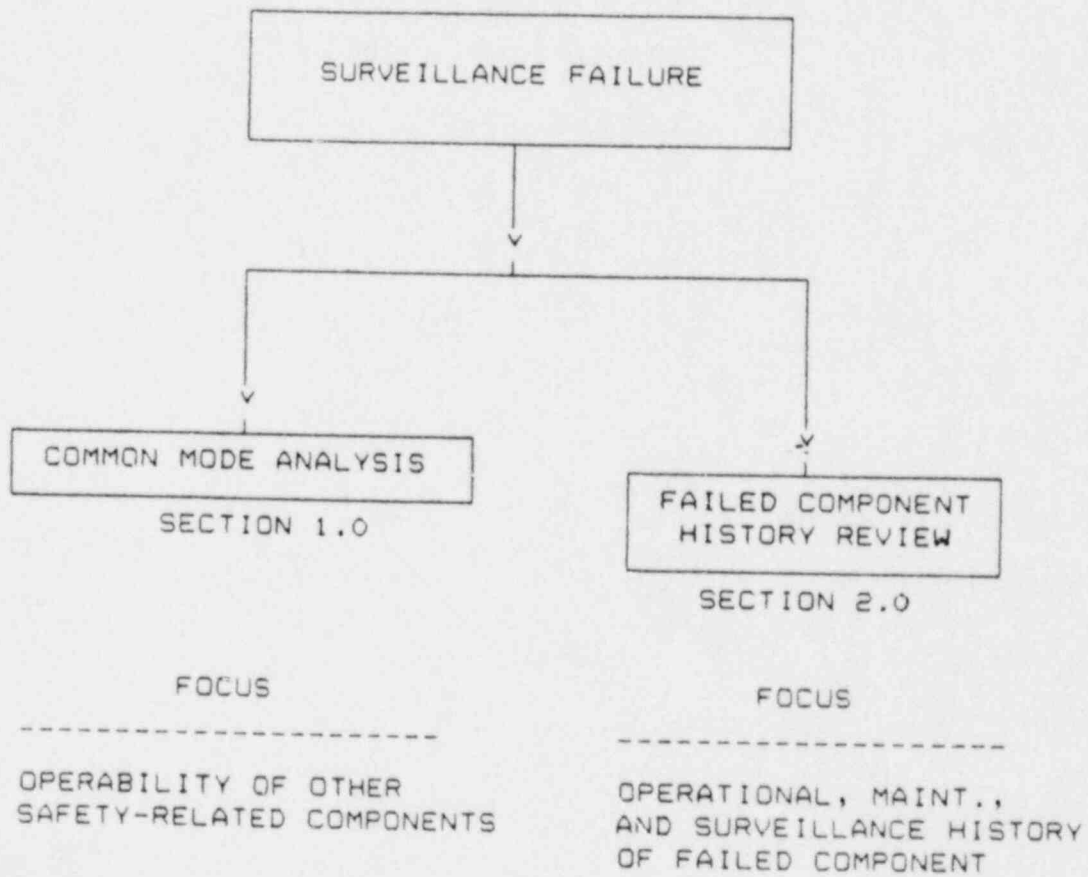 SURVEILLANCE FAILURE
COMMON MODE ANALYSIS
SECTION 1.0
FOCUS
OPERABILITY OF OTHER
SAFETY-RELATED COMPONENTS
FAILED COMPONENT
HISTORY REVIEW
SECTION 2.0
FOCUS
OPERATIONAL, MAINT.,
AND SURVEILLANCE HISTORY
OF FAILED COMPONENT